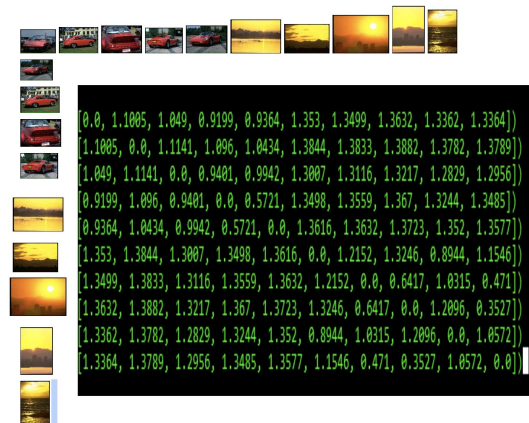 [0.0, 1.1005, 1.049, 0.9199, 0.9364, 1.353, 1.3499, 1.3632, 1.3362, 1.3364])
[1.1005, 0.0, 1.1141, 1.096, 1.0434, 1.3844, 1.3833, 1.3882, 1.3782, 1.3789])
[1.049, 1.1141, 0.0, 0.9401, 0.9942, 1.3007, 1.3116, 1.3217, 1.2829, 1.2956])
[0.9199, 1.096, 0.9401, 0.0, 0.5721, 1.3498, 1.3559, 1.367, 1.3244, 1.3485])
[0.9364, 1.0434, 0.9942, 0.5721, 0.0, 1.3616, 1.3632, 1.3723, 1.352, 1.3577])
[1.353, 1.3844, 1.3007, 1.3498, 1.3616, 0.0, 1.2152, 1.3246, 0.8944, 1.1546])
[1.3499, 1.3833, 1.3116, 1.3559, 1.3632, 1.2152, 0.0, 0.6417, 1.0315, 0.471])
[1.3632, 1.3882, 1.3217, 1.367, 1.3723, 1.3246, 0.6417, 0.0, 1.2096, 0.3527])
[1.3362, 1.3782, 1.2829, 1.3244, 1.352, 0.8944, 1.0315, 1.2096, 0.0, 1.0572])
[1.3364, 1.3789, 1.2956, 1.3485, 1.3577, 1.1546, 0.471, 0.3527, 1.0572, 0.0])